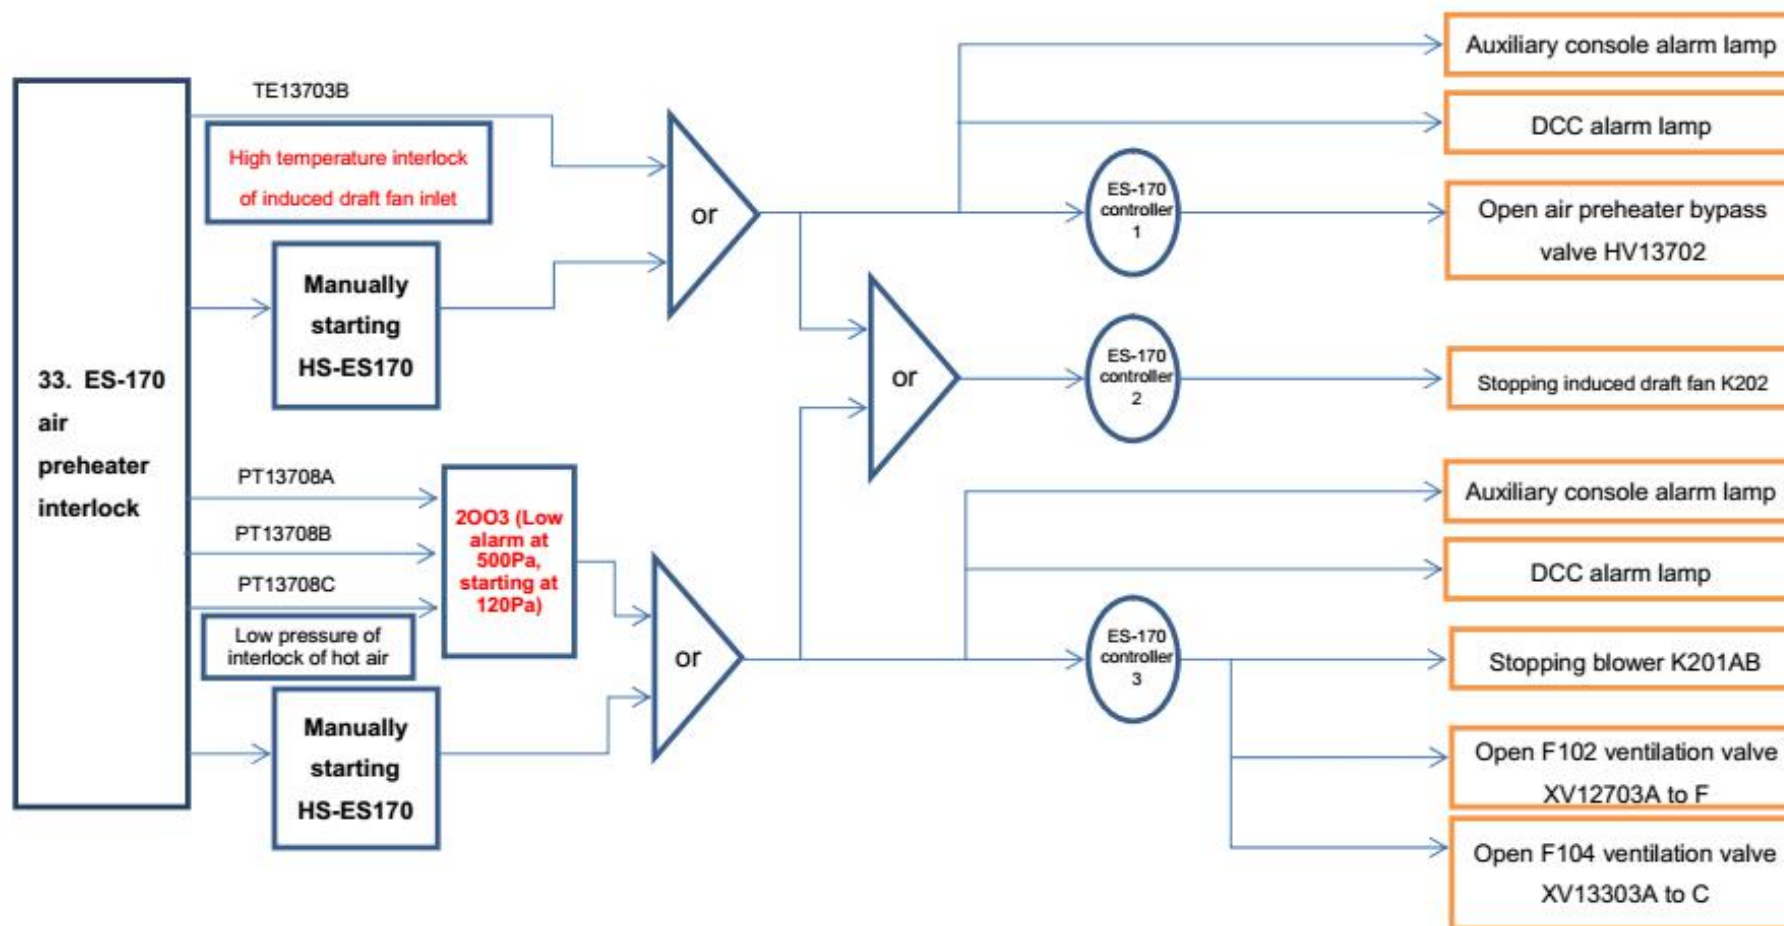 33. ES-170
air
preheater
interlock
TE13703B
High temperature interlock
of induced draft fan inlet
Manually
starting
HS-ES170
PT13708A
PT13708B
PT13708C
Low pressure of
interlock of hot air
2OO3 (Low
alarm at
500Pa,
starting at
120Pa)
Manually
starting
HS-ES170
or
or
or
ES-170
controller
1
ES-170
controller
2
ES-170
controller
3
Auxiliary console alarm lamp
DCC alarm lamp
Open air preheater bypass
valve HV13702
Stopping induced draft fan K202
Auxiliary console alarm lamp
DCC alarm lamp
Stopping blower K201AB
Open F102 ventilation valve
XV12703A to F
Open F104 ventilation valve
XV13303A to C